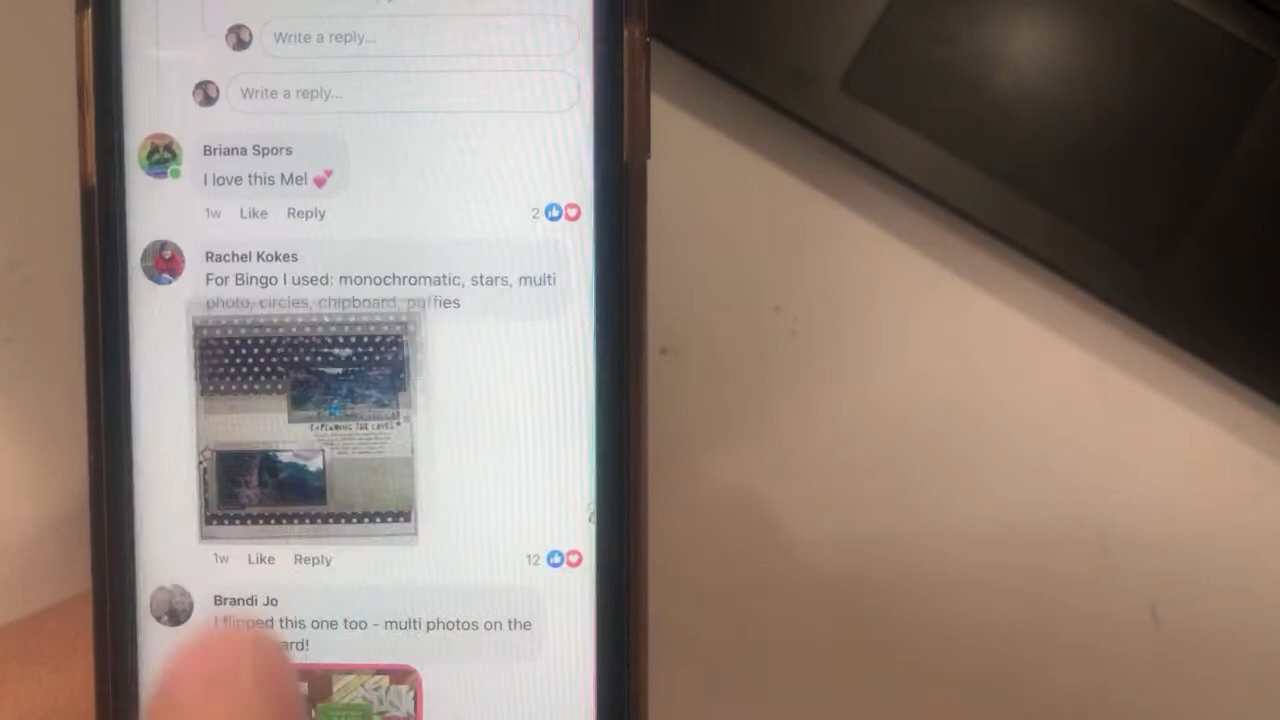 Write a reply...
Write a reply...
Briana Spors
I love this Mel 💕
1w Like Reply 2
Rachel Kokes
For Bingo I used: monochromatic, stars, multi
photo, circles, chipboard, puffies
EXPLORING THE CAVES
1w Like Reply 12
Brandi Jo
I flipped this one too - multi photos on the
ard!